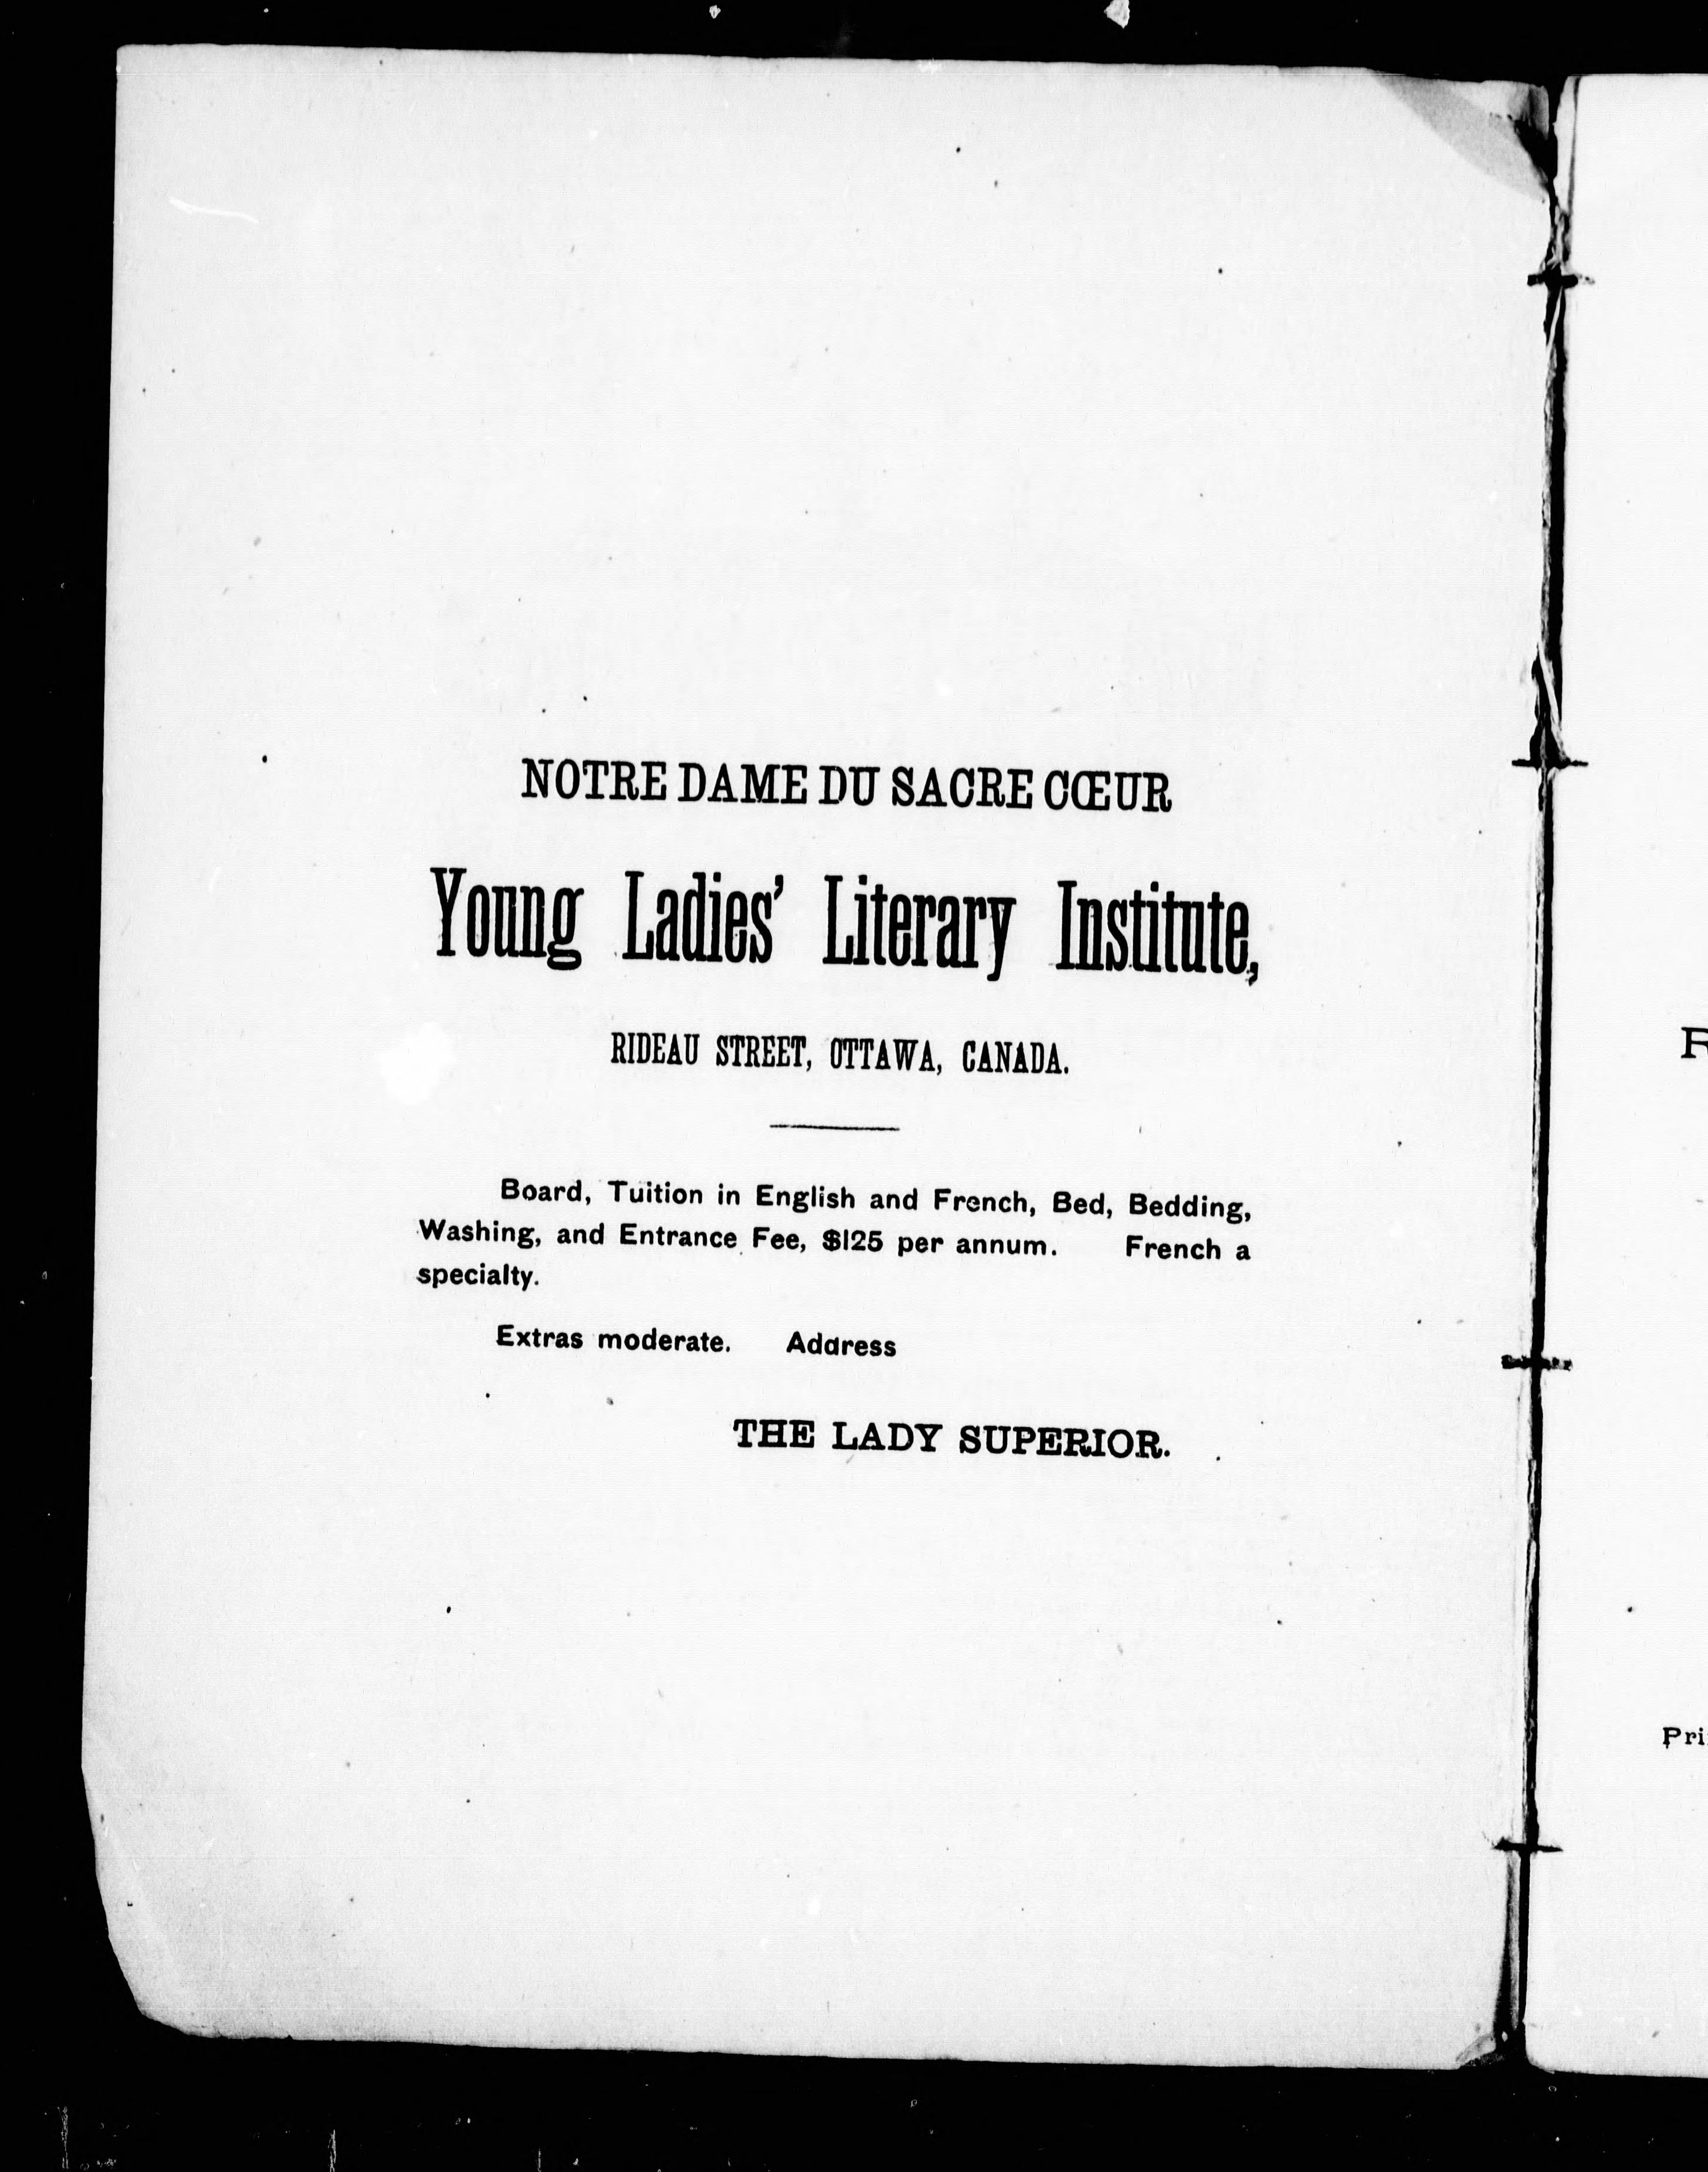 NOTRE DAME DU SACRE CŒUR
Young Ladies' Literary Institute,
RIDEAU STREET, OTTAWA, CANADA.
Board, Tuition in English and French, Bed, Bedding,
Washing, and Entrance Fee, $125 per annum. French a
specialty.
Extras moderate. Address
THE LADY SUPERIOR.
Pri